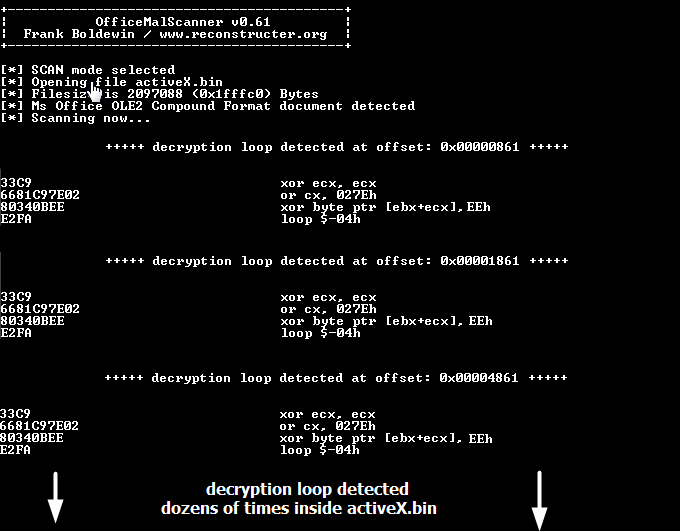 +------------------------------------------+
|           OfficeMalScanner v0.61         |
|  Frank Boldewin / www.reconstructer.org  |
+------------------------------------------+
[*] SCAN mode selected
[*] Opening file activeX.bin
[*] Filesize is 2097088 (0x1fffc0) Bytes
[*] Ms Office OLE2 Compound Format document detected
[*] Scanning now...
+++++ decryption loop detected at offset: 0x00000861 +++++
33C9 xor ecx, ecx
6681C97E02 or cx, 027Eh
80340BEE xor byte ptr [ebx+ecx],EEh
E2FA loop $-04h
+++++ decryption loop detected at offset: 0x00001861 +++++
33C9 xor ecx, ecx
6681C97E02 or cx, 027Eh
80340BEE xor byte ptr [ebx+ecx],EEh
E2FA loop $-04h
+++++ decryption loop detected at offset: 0x00004861 +++++
33C9 xor ecx, ecx
6681C97E02 or cx, 027Eh
80340BEE xor byte ptr [ebx+ecx],EEh
E2FA loop $-04h
decryption loop detected
dozens of times inside activeX.bin